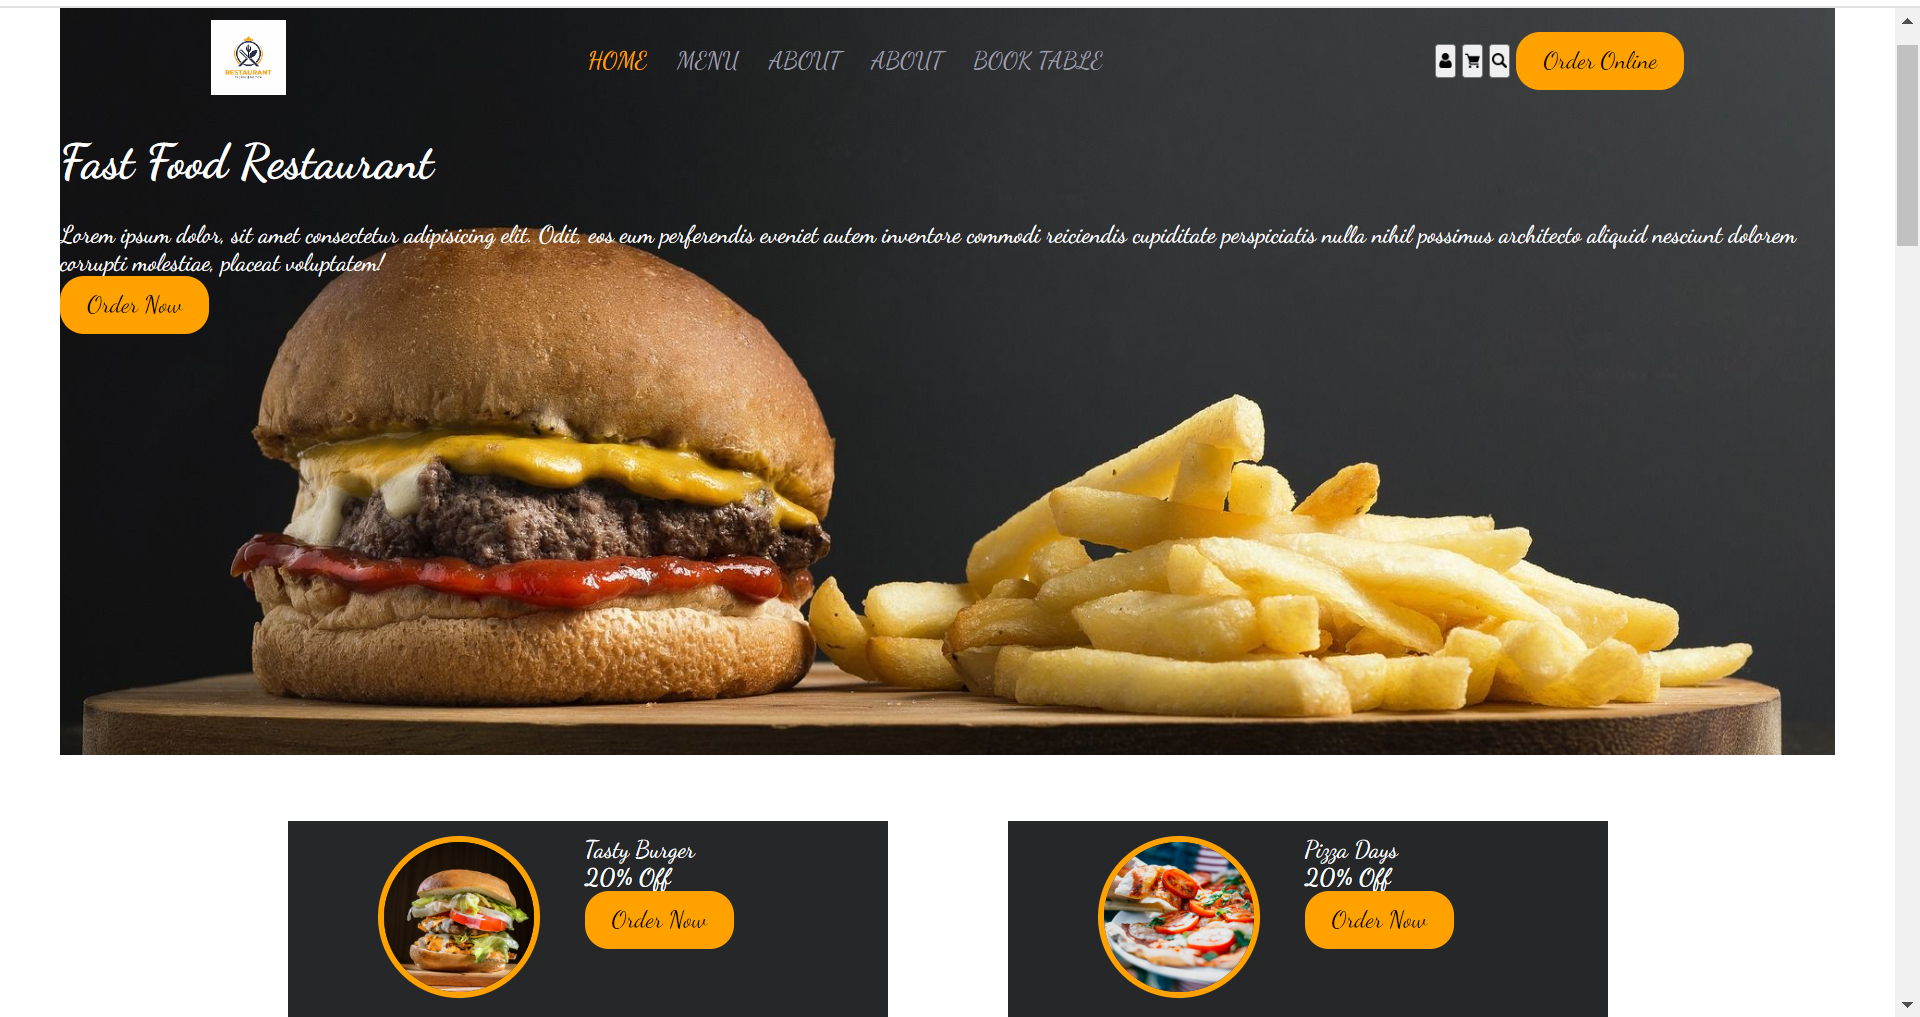 RESTAURANT
HOME MENU ABOUT ABOUT BOOK TABLE
Order Online
Fast Food Restaurant
Lorem ipsum dolor, sit amet consectetur adipisicing elit. Odit, eos eum perferendis eveniet autem inventore commodi reiciendis cupiditate perspiciatis nulla nihil possimus architecto aliquid nesciunt dolorem
corrupti molestiae, placeat voluptatem!
Order Now
Tasty Burger
20% Off
Order Now
Pizza Days
20% Off
Order Now